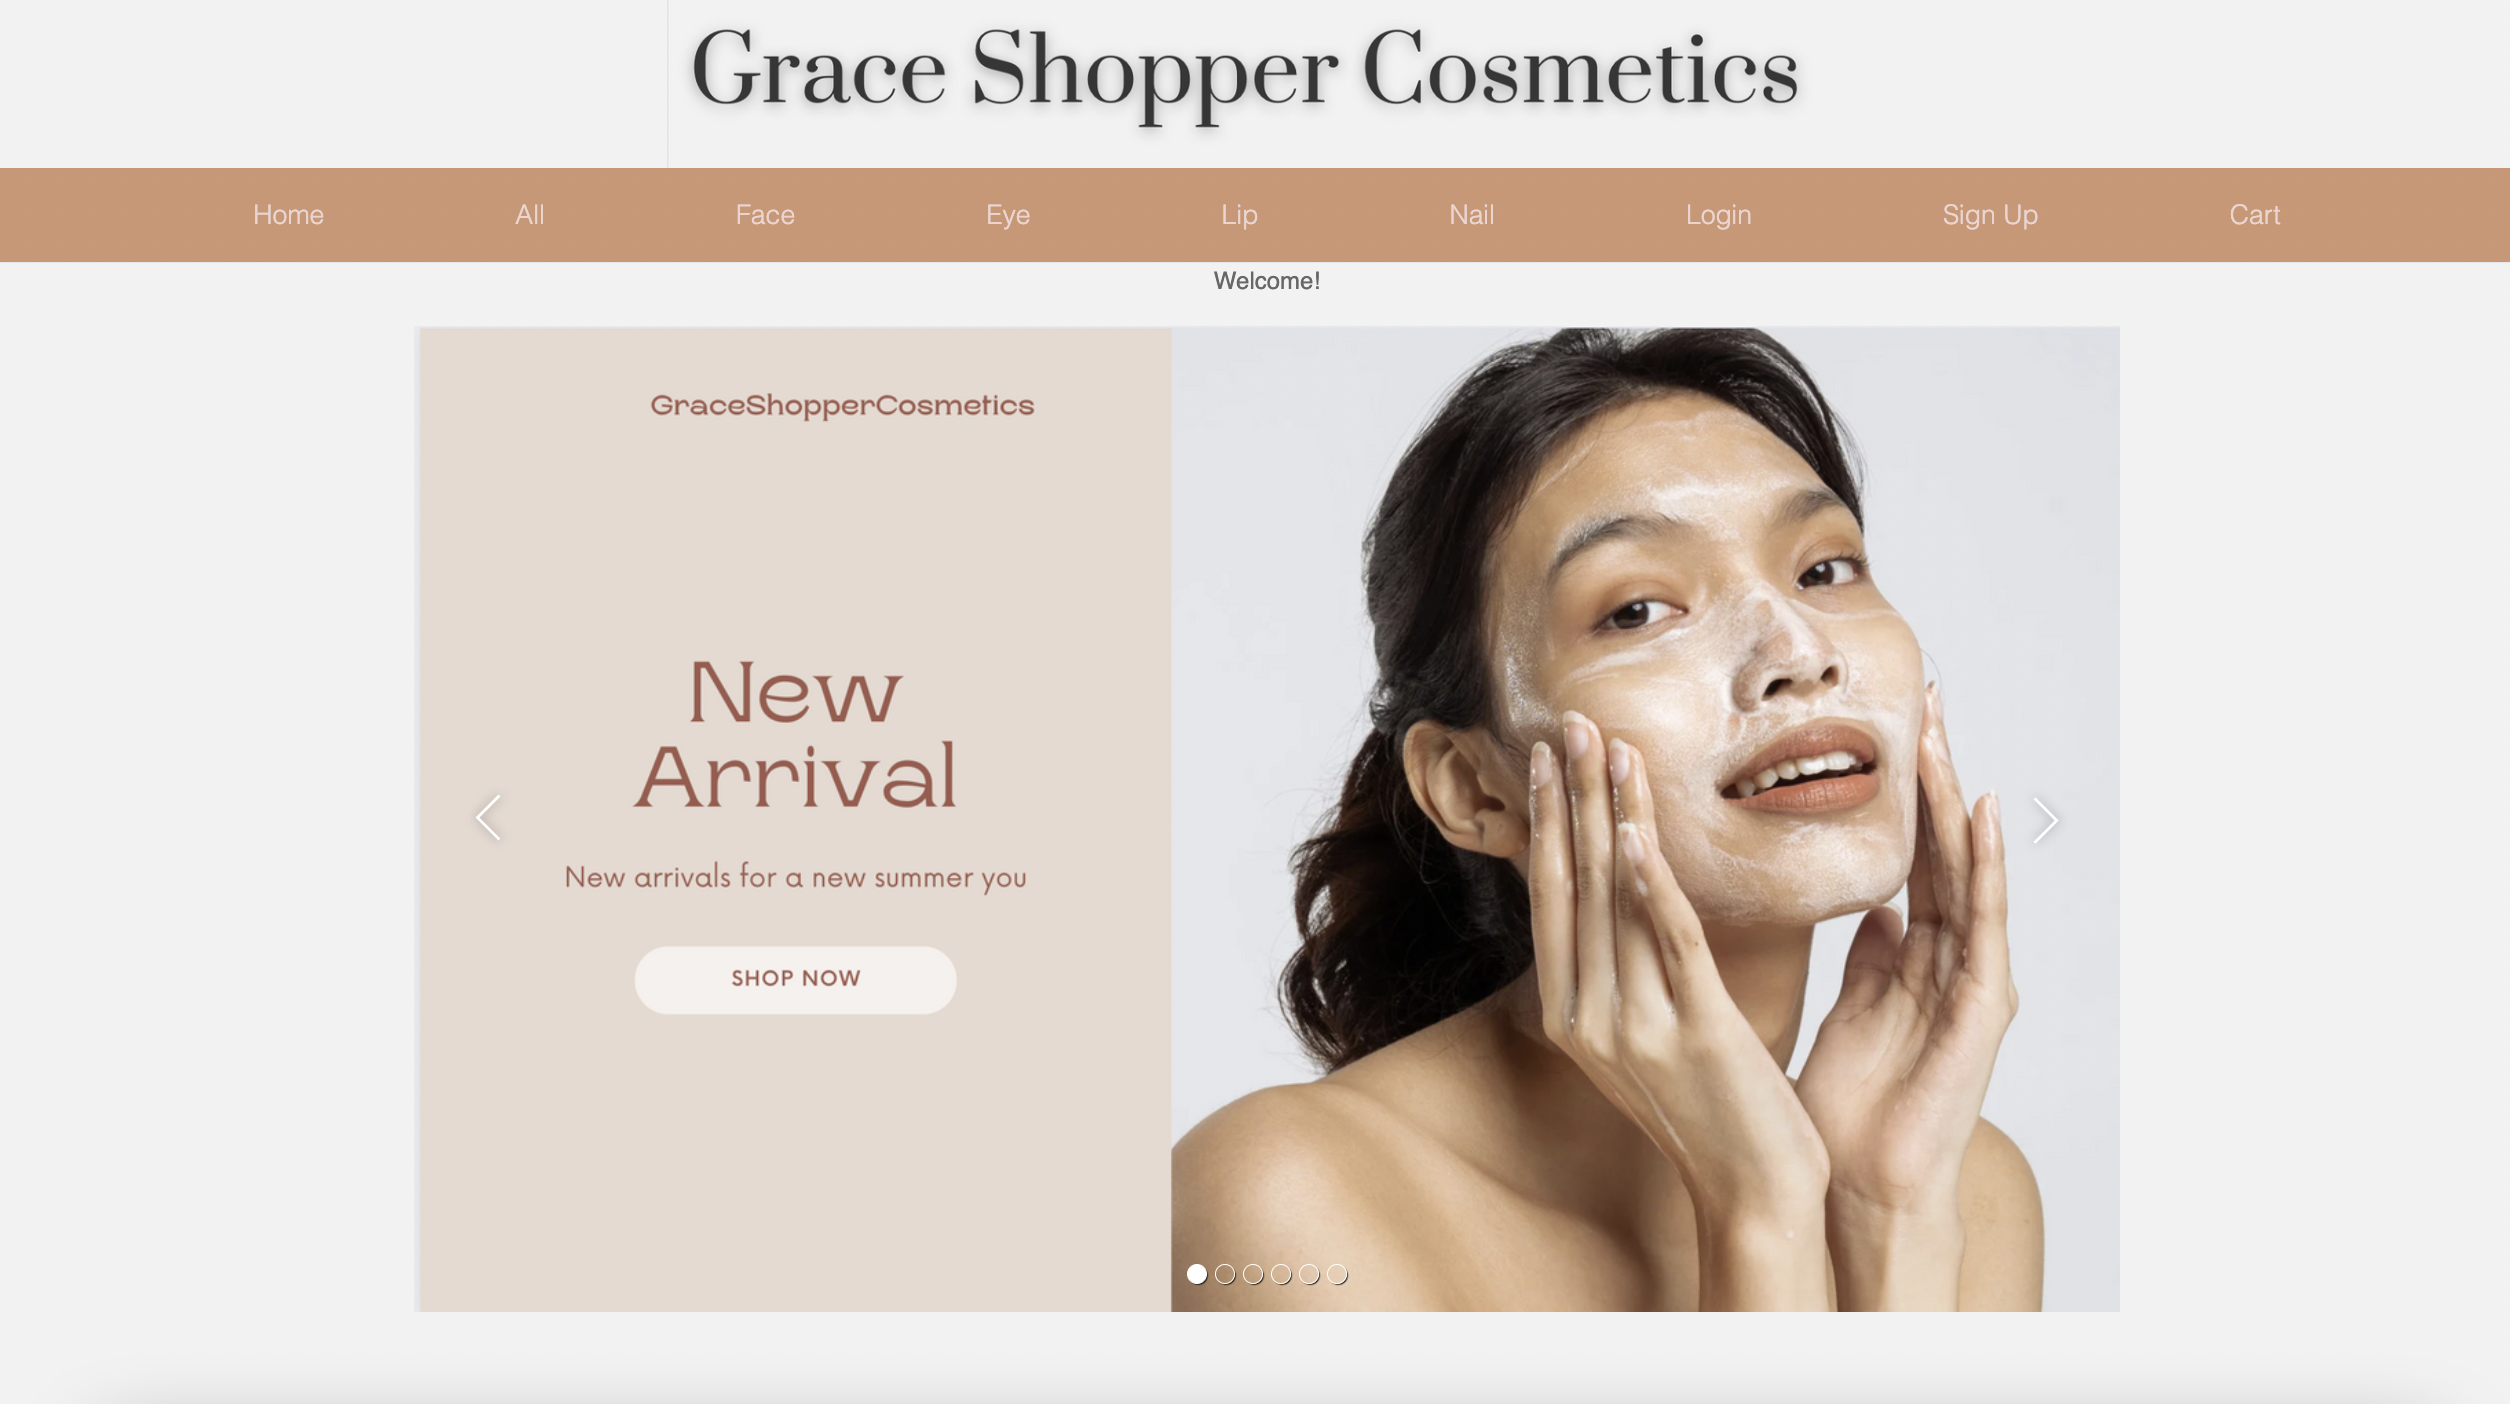 Grace Shopper Cosmetics
Home All Face Eye Lip Nail Login Sign Up Cart
Welcome!
GraceShopperCosmetics
New
Arrival
New arrivals for a new summer you
SHOP NOW